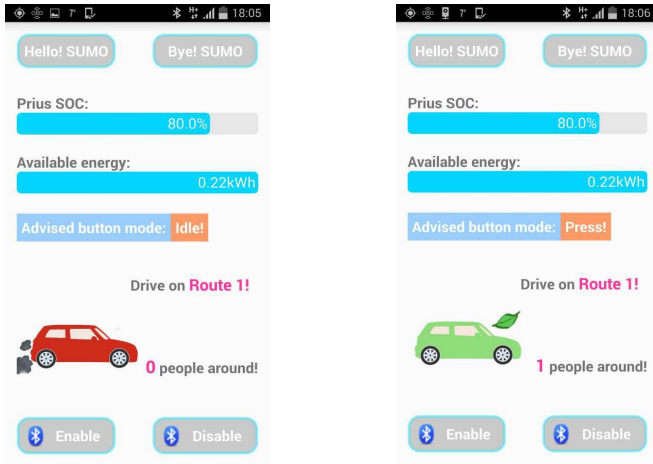 7° H+ 18:05
Hello! SUMO Bye! SUMO
Prius SOC:
80.0%
Available energy:
0.22kWh
Advised button mode: Idle!
Drive on Route 1!
0 people around!
Enable Disable
7° H+ 18:06
Hello! SUMO Bye! SUMO
Prius SOC:
80.0%
Available energy:
0.22kWh
Advised button mode: Press!
Drive on Route 1!
1 people around!
Enable Disable